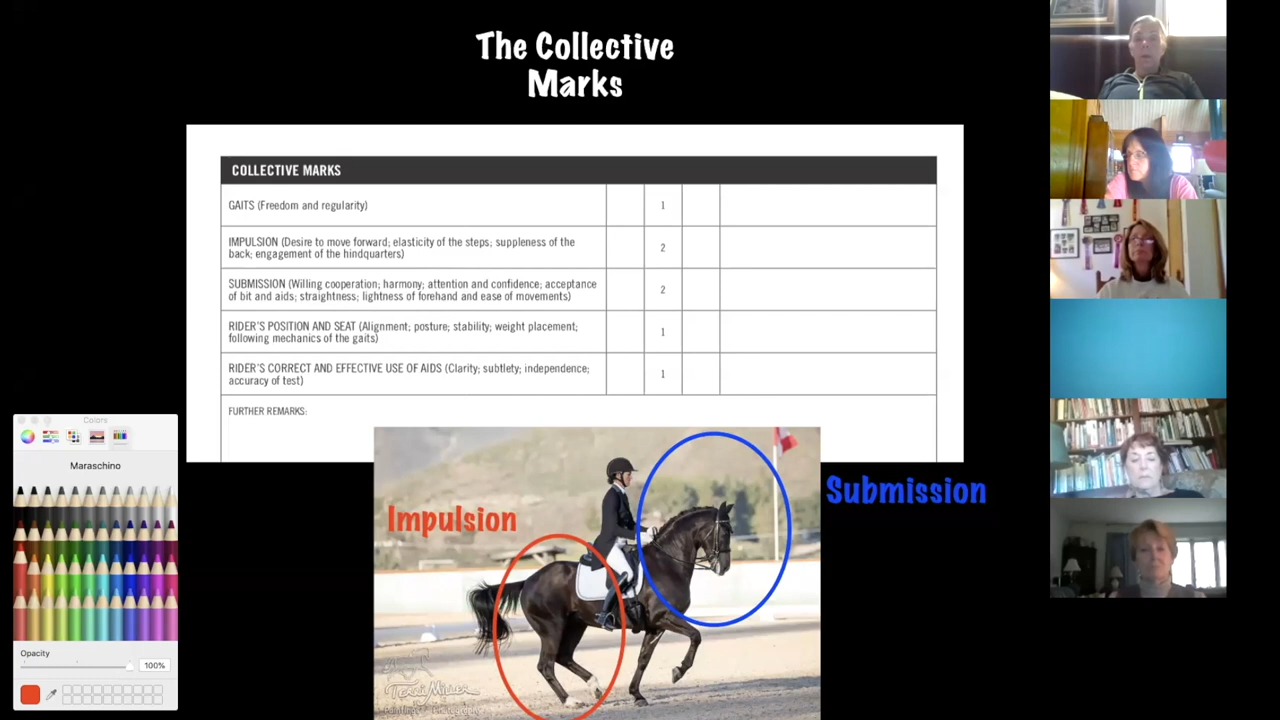 The Collective
Marks
COLLECTIVE MARKS
GAITS (Freedom and regularity)
1
IMPULSION (Desire to move forward; elasticity of the steps; suppleness of the
back; engagement of the hindquarters)
2
SUBMISSION (Willing cooperation; harmony; attention and confidence; acceptance
of bit and aids; straightness; lightness of forehand and ease of movements)
2
RIDER'S POSITION AND SEAT (Alignment; posture; stability; weight placement;
following mechanics of the gaits)
1
RIDER'S CORRECT AND EFFECTIVE USE OF AIDS (Clarity; subtlety; independence;
accuracy of test)
1
FURTHER REMARKS:
Colors
Maraschino
Opacity
100%
Impulsion
Submission
Terri Miller